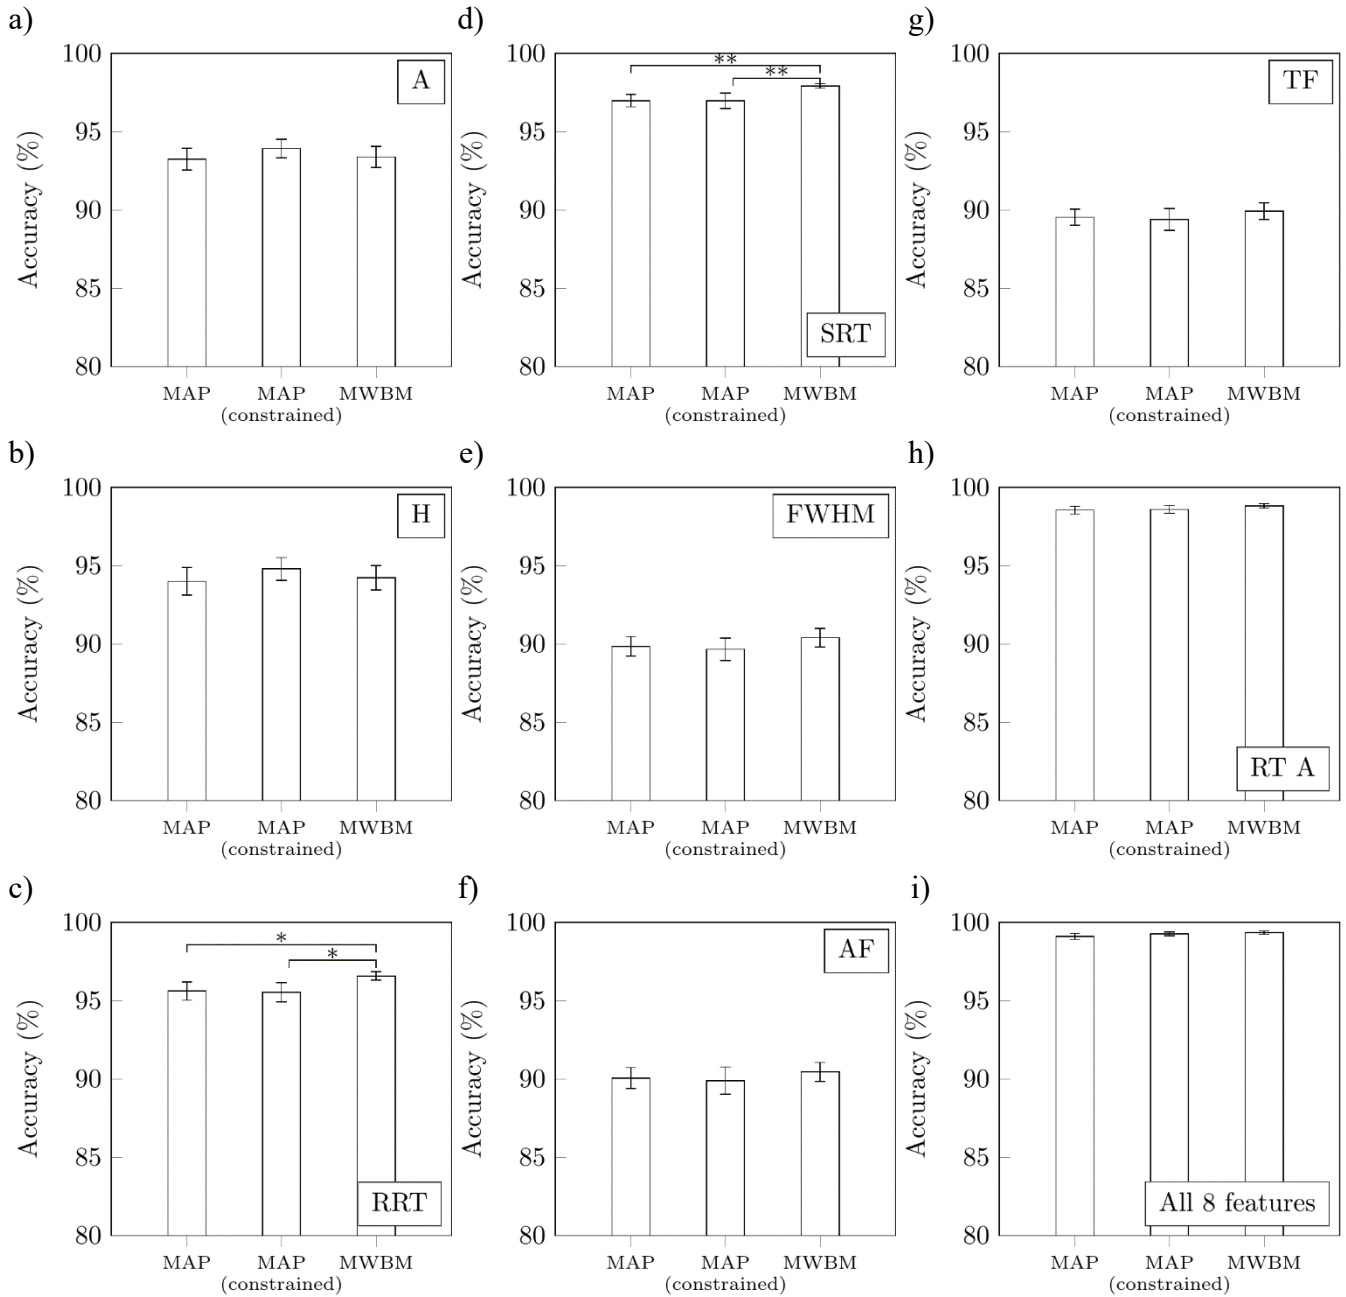 a)
100
95
90
85
80
Accuracy (%)
A
MAP
MAP
(constrained)
MWBM
d)
100
95
90
85
80
Accuracy (%)
**
**
SRT
MAP
MAP
(constrained)
MWBM
g)
100
95
90
85
80
Accuracy (%)
TF
MAP
MAP
(constrained)
MWBM
b)
100
95
90
85
80
Accuracy (%)
H
MAP
MAP
(constrained)
MWBM
e)
100
95
90
85
80
Accuracy (%)
FWHM
MAP
MAP
(constrained)
MWBM
h)
100
95
90
85
80
Accuracy (%)
RT A
MAP
MAP
(constrained)
MWBM
c)
100
95
90
85
80
Accuracy (%)
*
*
RRT
MAP
MAP
(constrained)
MWBM
f)
100
95
90
85
80
Accuracy (%)
AF
MAP
MAP
(constrained)
MWBM
i)
100
95
90
85
80
Accuracy (%)
All 8 features
MAP
MAP
(constrained)
MWBM